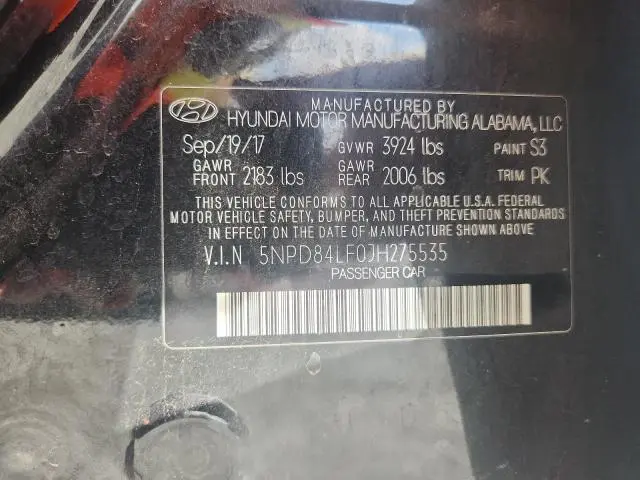 MANUFACTURED BY
HYUNDAI MOTOR MANUFACTURING ALABAMA, LLC
Sep/19/17 GVWR 3924 lbs PAINT S3
GAWR FRONT 2183 lbs GAWR REAR 2006 lbs TRIM PK
THIS VEHICLE CONFORMS TO ALL APPLICABLE U.S.A. FEDERAL
MOTOR VEHICLE SAFETY, BUMPER, AND THEFT PREVENTION
STANDARDS IN EFFECT ON THE DATE OF MANUFACTURE SHOWN ABOVE
V.I.N 5NPD84LF0JH275535
PASSENGER CAR